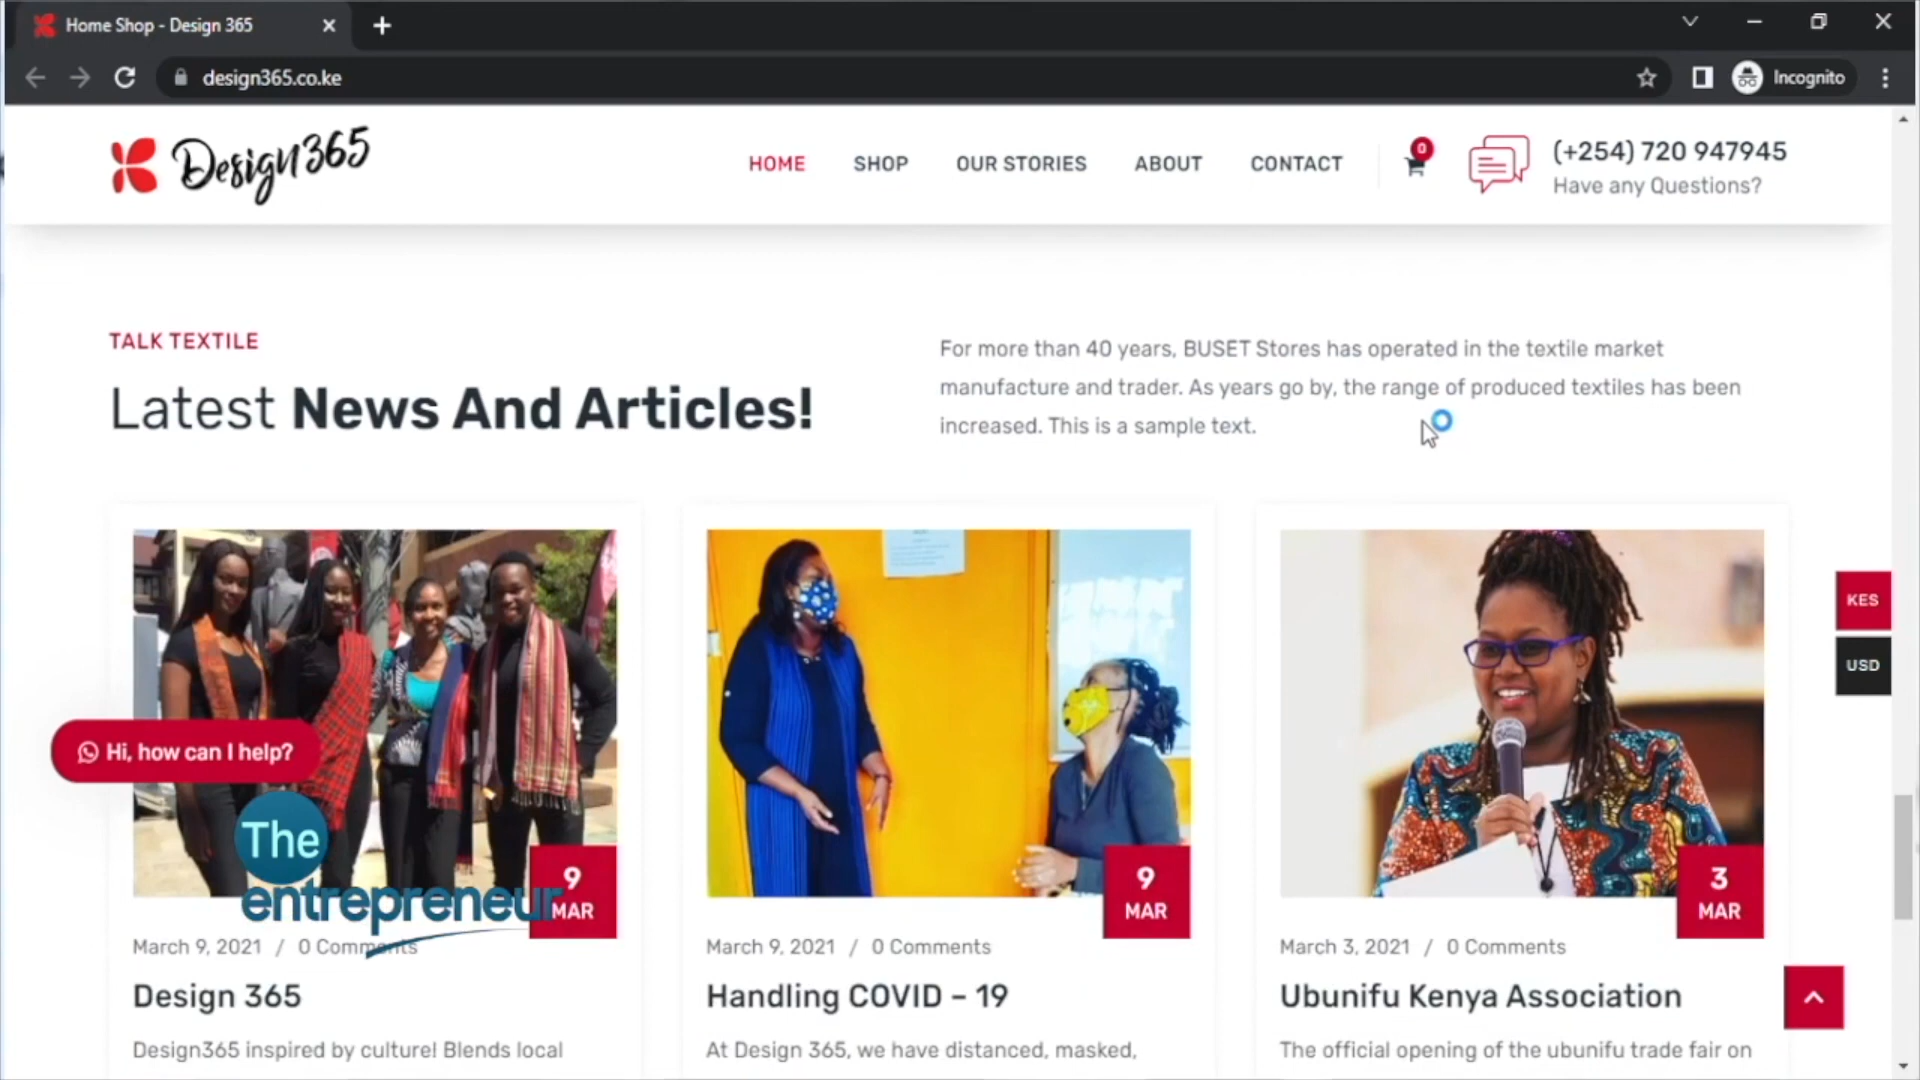 Home Shop - Design 365
design365.co.ke
Incognito
Design365
HOME
SHOP
OUR STORIES
ABOUT
CONTACT
0
(+254) 720 947945
Have any Questions?
TALK TEXTILE
Latest News And Articles!
For more than 40 years, BUSET Stores has operated in the textile market
manufacture and trader. As years go by, the range of produced textiles has been
increased. This is a sample text.
KES
USD
Hi, how can I help?
The
entrepreneur
9
MAR
March 9, 2021 / 0 Comments
Design 365
Design365 inspired by culture! Blends local
9
MAR
March 9, 2021 / 0 Comments
Handling COVID – 19
At Design 365, we have distanced, masked,
3
MAR
March 3, 2021 / 0 Comments
Ubunifu Kenya Association
The official opening of the ubunifu trade fair on